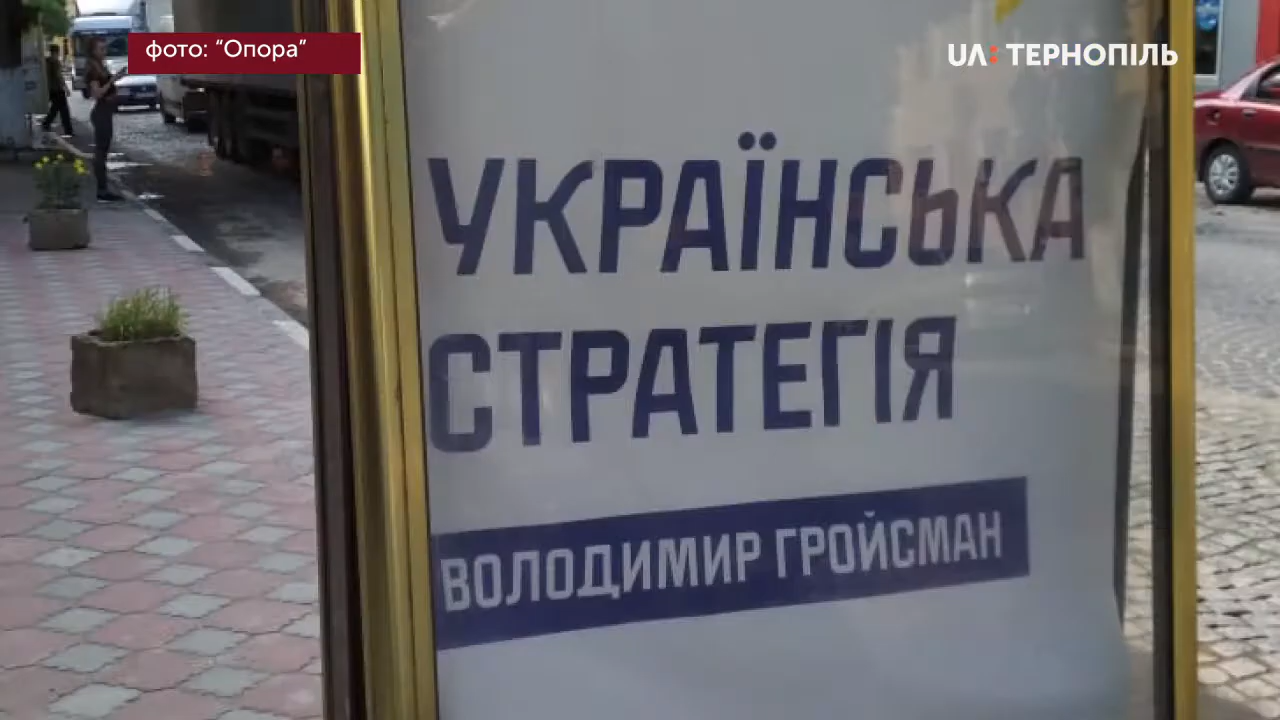 фото: "Опора"
UA: ТЕРНОПІЛЬ
УКРАЇНСЬКА
СТРАТЕГІЯ
ВОЛОДИМИР ГРОЙСМАН